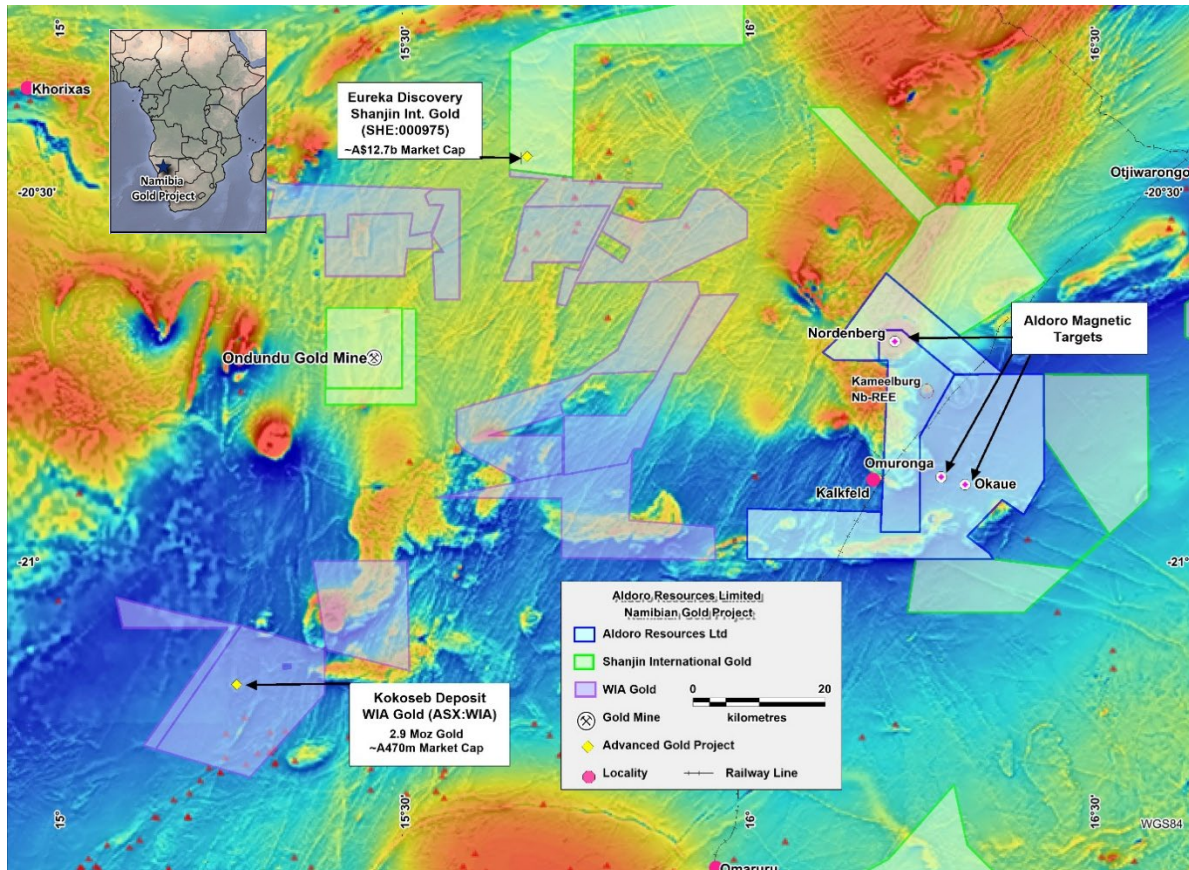 15°
15°30'
16°
16°30'
Khorixas
Namibia
Gold Project
Eureka Discovery
Shanjin Int. Gold
(SHE:000975)
~A$12.7b Market Cap
-20°30'
Otjiwarongo
-20°30'
Nordenberg
Aldoro Magnetic
Targets
Ondundu Gold Mine
Kameelburg
Nb-REE
Omuronga
Kalkfeld
Okaue
-21°
-21°
Aldoro Resources Limited
Namibian Gold Project
Aldoro Resources Ltd
Shanjin International Gold
WIA Gold
0 20
kilometres
Gold Mine
Advanced Gold Project
Locality
Railway Line
Kokoseb Deposit
WIA Gold (ASX:WIA)
2.9 Moz Gold
~A470m Market Cap
15°
15°30'
16°
16°30'
WGS84
Omaruru